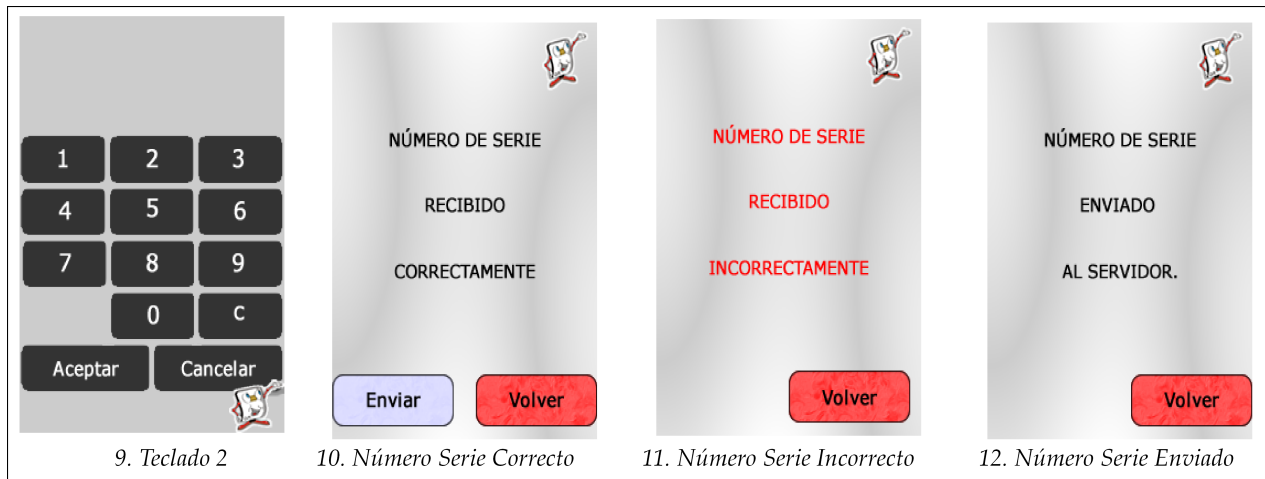 1 2 3
4 5 6
7 8 9
0 C
Aceptar Cancelar
9. Teclado 2
NÚMERO DE SERIE
RECIBIDO
CORRECTAMENTE
Enviar Volver
10. Número Serie Correcto
NÚMERO DE SERIE
RECIBIDO
INCORRECTAMENTE
Volver
11. Número Serie Incorrecto
NÚMERO DE SERIE
ENVIADO
AL SERVIDOR.
Volver
12. Número Serie Enviado